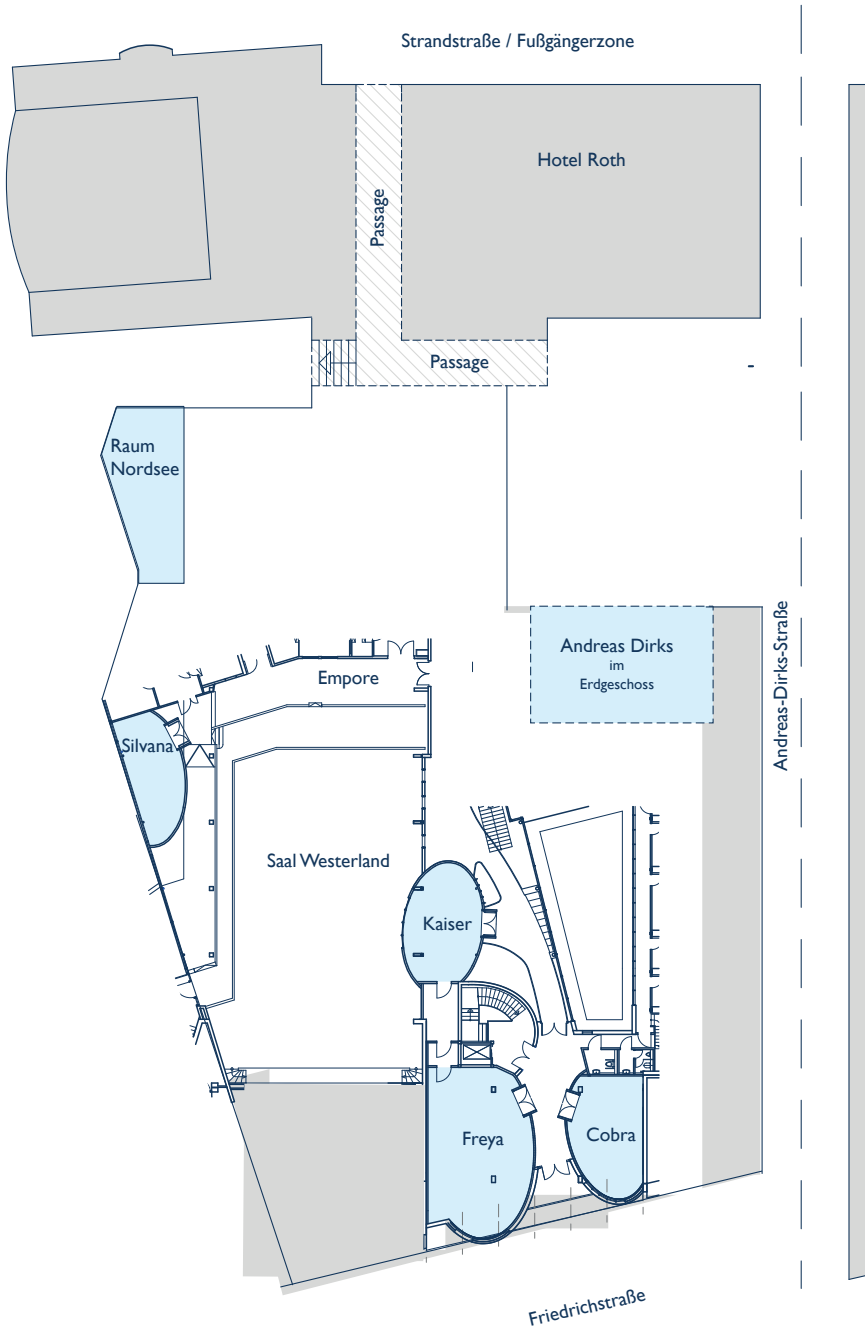 Strandstraße / Fußgängerzone
Hotel Roth
Passage
Passage
Raum
Nordsee
Andreas Dirks
im
Erdgeschoss
Andreas-Dirks-Straße
Empore
Silvana
Saal Westerland
Kaiser
Freya
Cobra
Friedrichstraße